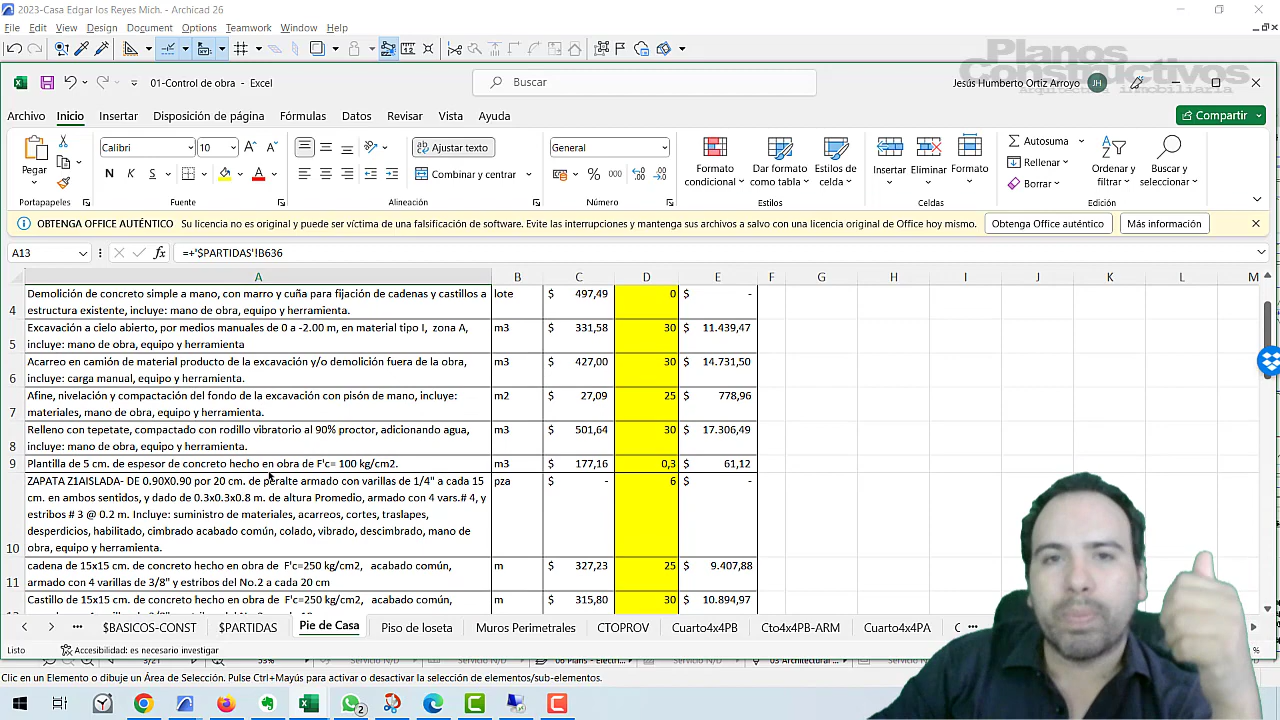 2023-Casa Edgar los Reyes Mich. - Archicad 26
File Edit View Design Document Options Teamwork Window Help
Planos
Constructivos
Arquitectura inmobiliaria
01-Control de obra - Excel
Buscar
Jesús Humberto Ortiz Arroyo JH
Archivo Inicio Insertar Disposición de página Fórmulas Datos Revisar Vista Ayuda
Compartir
Pegar
Calibri 10
N K S
Ajustar texto
Combinar y centrar
General
% 000
Formato condicional
Dar formato como tabla
Estilos de celda
Insertar Eliminar Formato
Autosuma
Rellenar
Borrar
Ordenar y filtrar
Buscar y seleccionar
Portapapeles Fuente Alineación Número Estilos Celdas Edición
OBTENGA OFFICE AUTÉNTICO Su licencia no es original y puede ser víctima de una falsificación de software. Evite las interrupciones y mantenga sus archivos a salvo con una licencia original de Office hoy mismo. Obtenga Office auténtico Más información
A13 fx =+'$PARTIDAS'!B636
A B C D E F G H I J K L M
Demolición de concreto simple a mano, con marro y cuña para fijación de cadenas y castillos a lote $ 497,49 0 $ -
4 estructura existente, incluye: mano de obra, equipo y herramienta.
Excavación a cielo abierto, por medios manuales de 0 a -2.00 m, en material tipo I, zona A, m3 $ 331,58 30 $ 11.439,47
5 incluye: mano de obra, equipo y herramienta
Acarreo en camión de material producto de la excavación y/o demolición fuera de la obra, m3 $ 427,00 30 $ 14.731,50
6 incluye: carga manual, equipo y herramienta.
Afine, nivelación y compactación del fondo de la excavación con pisón de mano, incluye: m2 $ 27,09 25 $ 778,96
7 materiales, mano de obra, equipo y herramienta.
Relleno con tepetate, compactado con rodillo vibratorio al 90% proctor, adicionando agua, m3 $ 501,64 30 $ 17.306,49
8 incluye: mano de obra, equipo y herramienta.
9 Plantilla de 5 cm. de espesor de concreto hecho en obra de F'c= 100 kg/cm2. m3 $ 177,16 0,3 $ 61,12
ZAPATA Z1AISLADA- DE 0.90X0.90 por 20 cm. de peralte armado con varillas de 1/4" a cada 15 pza $ - 6 $ -
cm. en ambos sentidos, y dado de 0.3x0.3x0.8 m. de altura Promedio, armado con 4 vars.# 4, y
estribos # 3 @ 0.2 m. Incluye: suministro de materiales, acarreos, cortes, traslapes,
desperdicios, habilitado, cimbrado acabado común, colado, vibrado, descimbrado, mano de
10 obra, equipo y herramienta.
cadena de 15x15 cm. de concreto hecho en obra de F'c=250 kg/cm2, acabado común, m $ 327,23 25 $ 9.407,88
11 armado con 4 varillas de 3/8" y estribos del No.2 a cada 20 cm
Castillo de 15x15 cm. de concreto hecho en obra de F'c=250 kg/cm2, acabado común, m $ 315,80 30 $ 10.894,97
$BASICOS-CONST $PARTIDAS Pie de Casa Piso de loseta Muros Perimetrales CTOPROV Cuarto4x4PB Cto4x4PB-ARM Cuarto4x4PA
Listo Accesibilidad: es necesario investigar
Clic en un Elemento o dibuje un Área de Selección. Pulse Ctrl+Mayús para activar o desactivar la selección de elementos/sub-elementos.
2